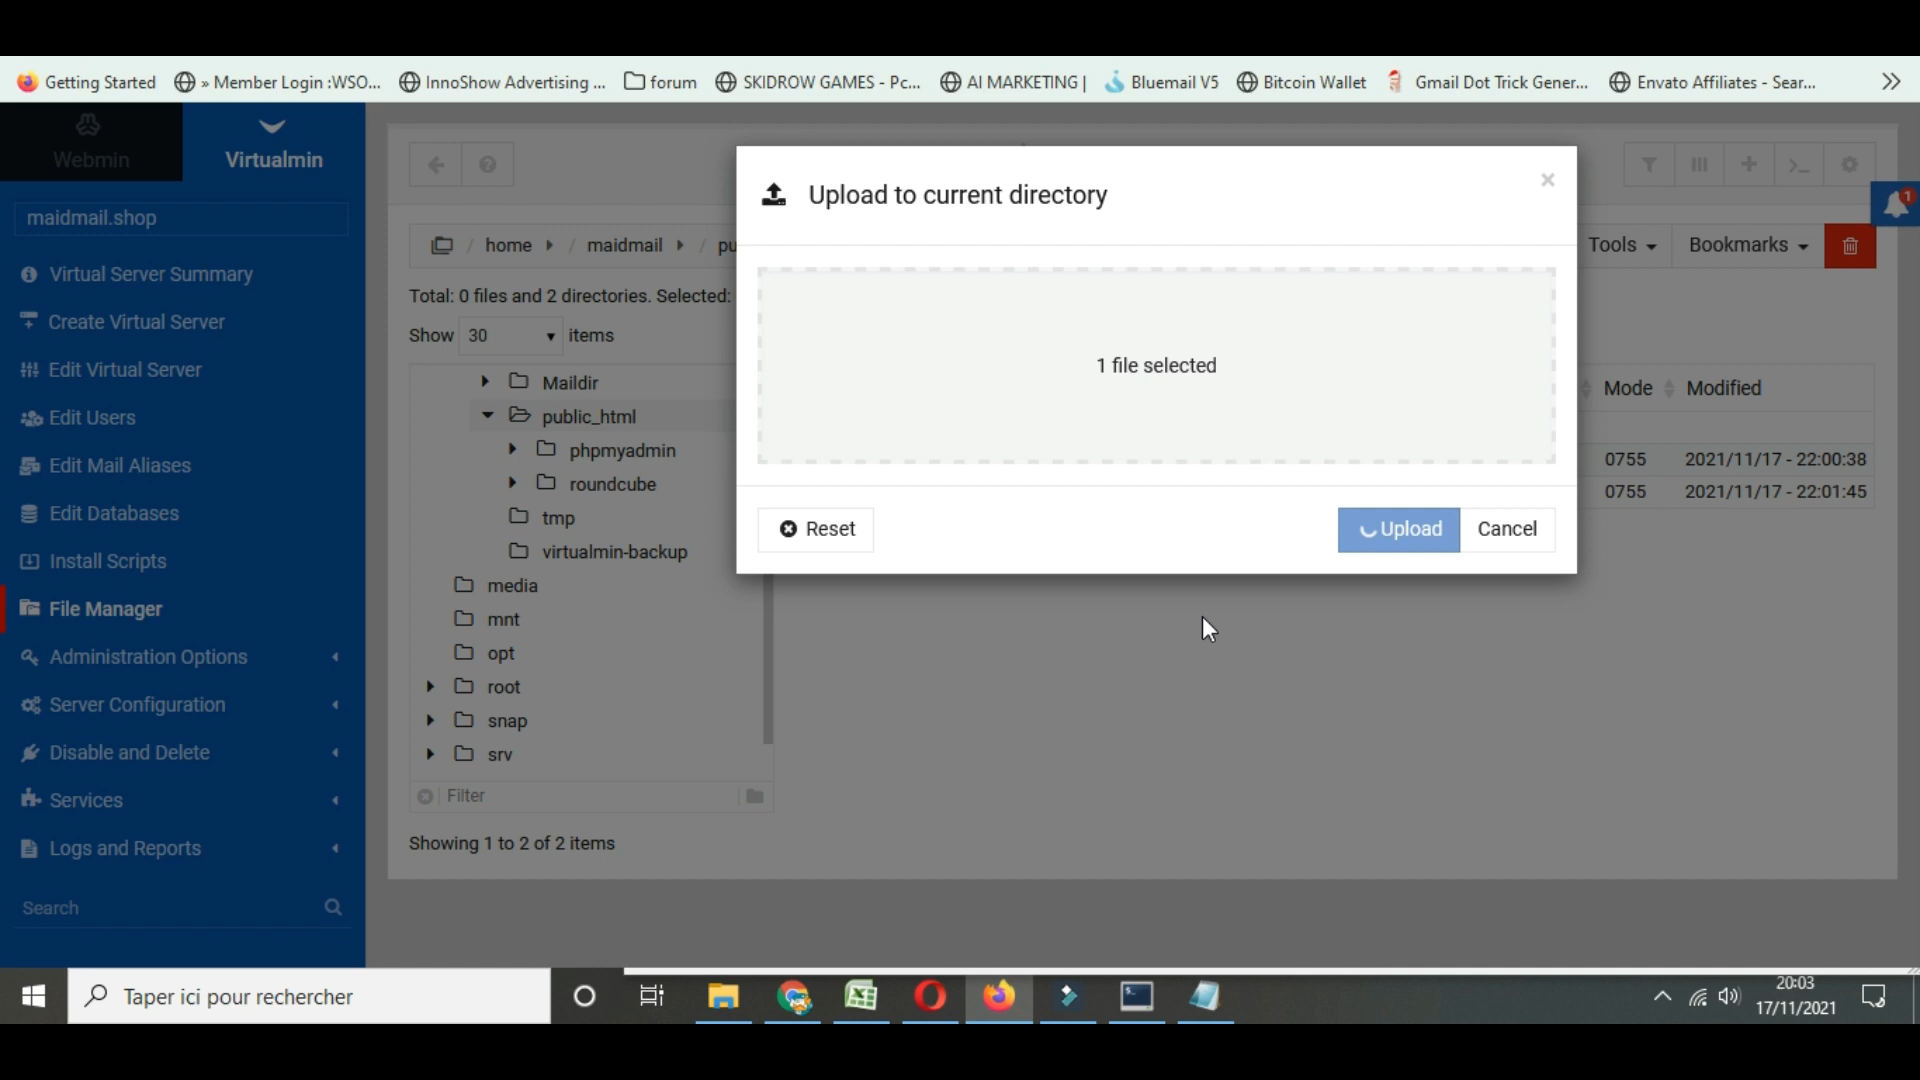 Getting Started
» Member Login :WSO...
InnoShow Advertising ...
forum
SKIDROW GAMES - Pc...
AI MARKETING |
Bluemail V5
Bitcoin Wallet
Gmail Dot Trick Gener...
Envato Affiliates - Sear...
Webmin
Virtualmin
maidmail.shop
Virtual Server Summary
Create Virtual Server
Edit Virtual Server
Edit Users
Edit Mail Aliases
Edit Databases
Install Scripts
File Manager
Administration Options
Server Configuration
Disable and Delete
Services
Logs and Reports
Search
/ home / maidmail / pu
Total: 0 files and 2 directories. Selected:
Show 30 items
Maildir
public_html
phpmyadmin
roundcube
tmp
virtualmin-backup
media
mnt
opt
root
snap
srv
Filter
Showing 1 to 2 of 2 items
Upload to current directory
×
1 file selected
Reset
Upload
Cancel
1
Tools
Bookmarks
Mode Modified
0755 2021/11/17 - 22:00:38
0755 2021/11/17 - 22:01:45
Taper ici pour rechercher
20:03
17/11/2021